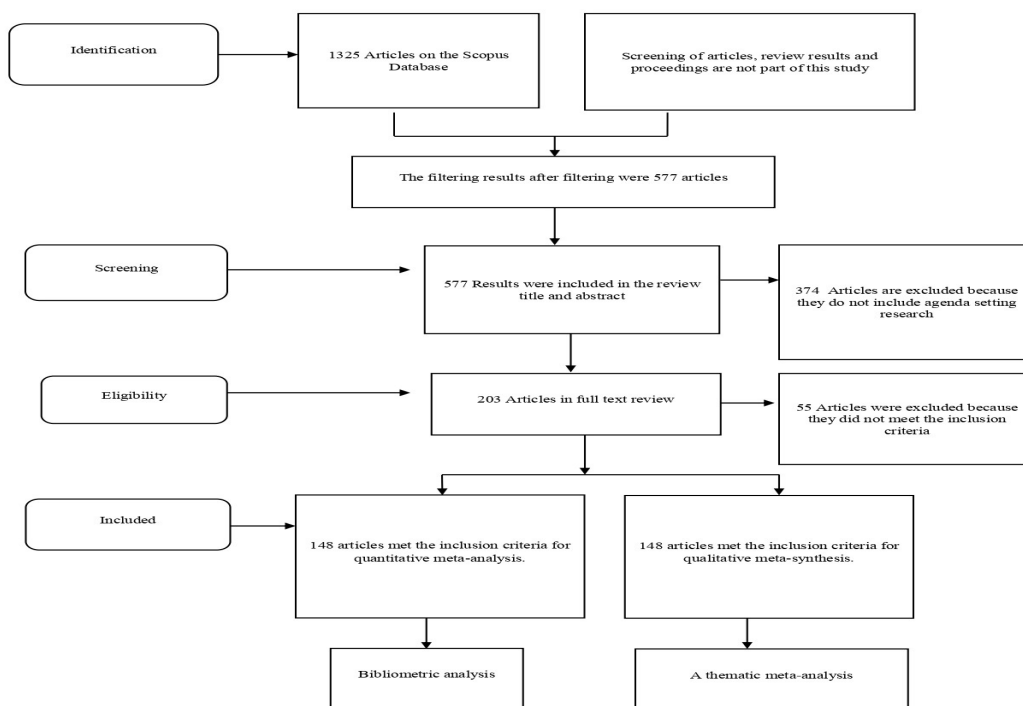 Identification
1325 Articles on the Scopus
Database
Screening of articles, review results and
proceedings are not part of this study
The filtering results after filtering were 577 articles
Screening
577 Results were included in the review
title and abstract
374 Articles are excluded because
they do not include agenda setting
research
Eligibility
203 Articles in full text review
55 Articles were excluded because
they did not meet the inclusion
criteria
Included
148 articles met the inclusion criteria for
quantitative meta-analysis.
148 articles met the inclusion criteria for
qualitative meta-synthesis.
Bibliometric analysis
A thematic meta-analysis